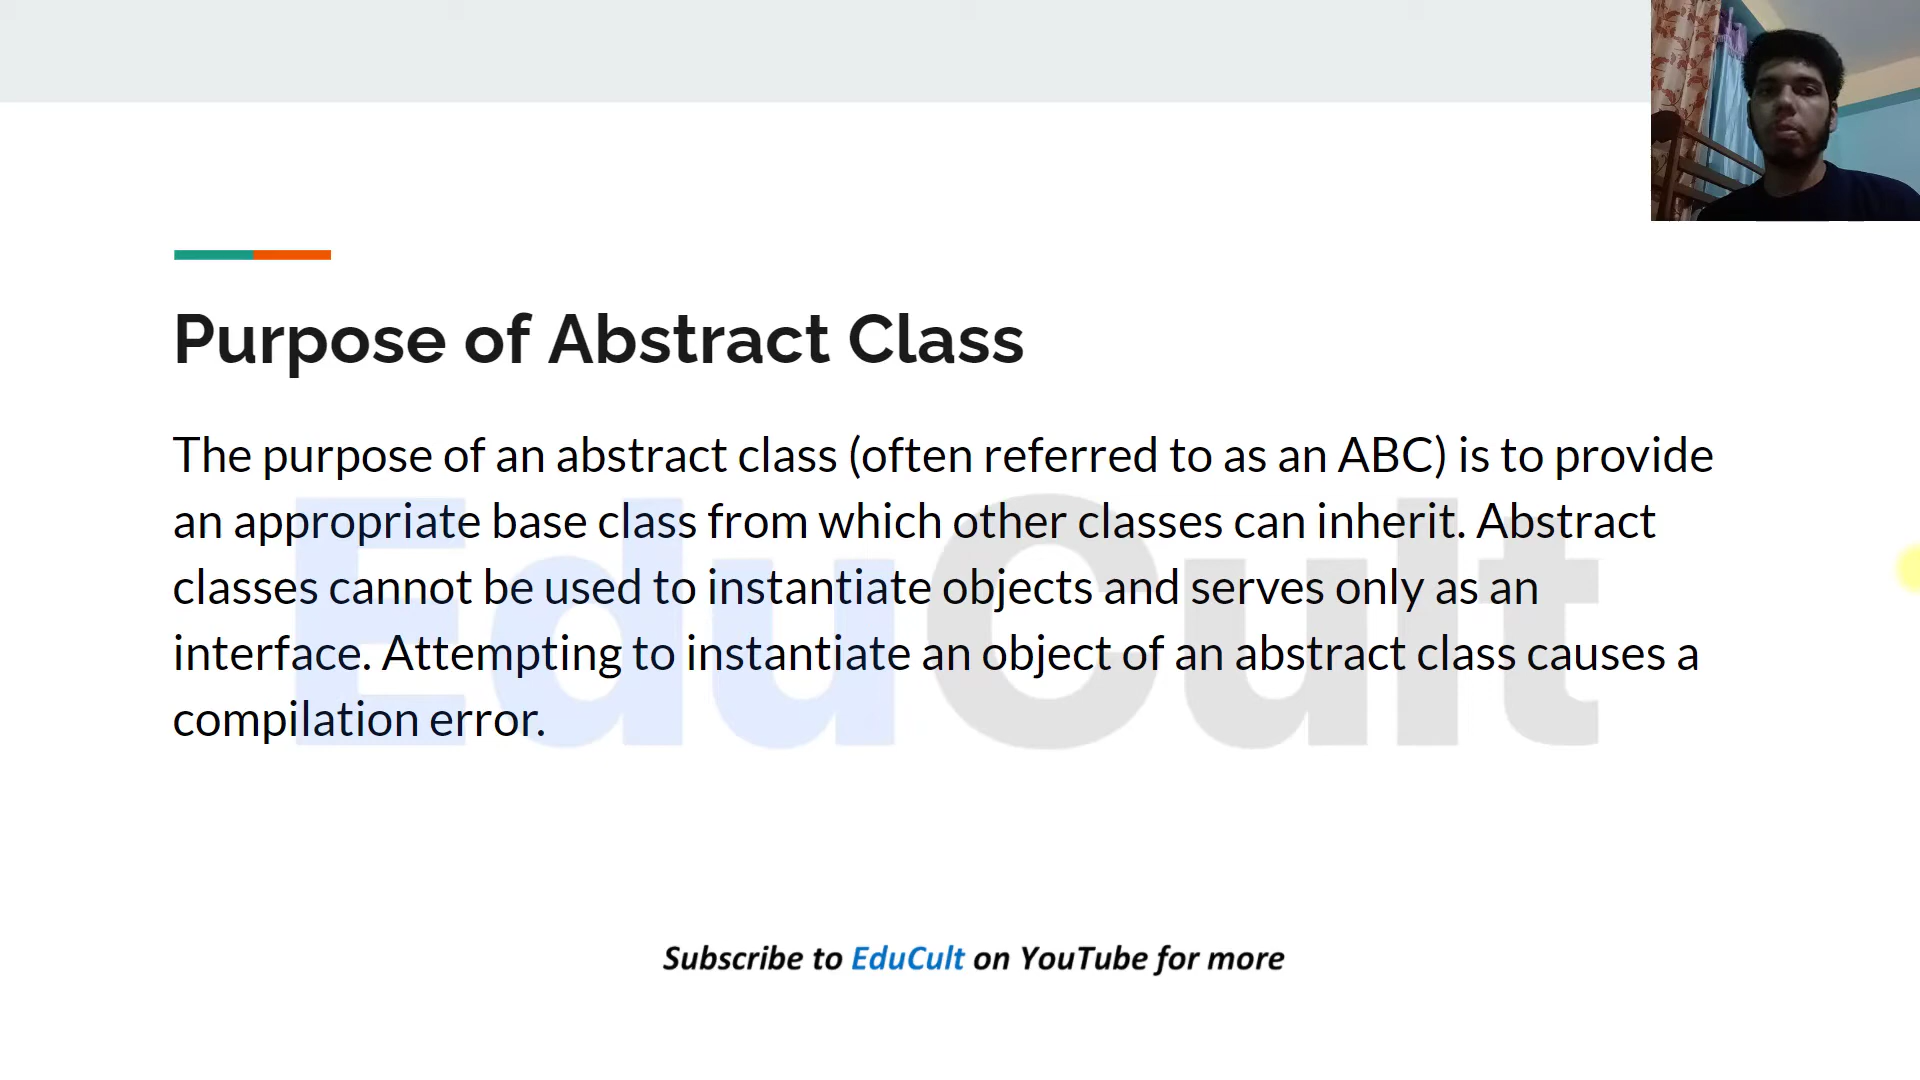 Purpose of Abstract Class
The purpose of an abstract class (often referred to as an ABC) is to provide
an appropriate base class from which other classes can inherit. Abstract
classes cannot be used to instantiate objects and serves only as an
interface. Attempting to instantiate an object of an abstract class causes a
compilation error.
EduCult
Subscribe to EduCult on YouTube for more